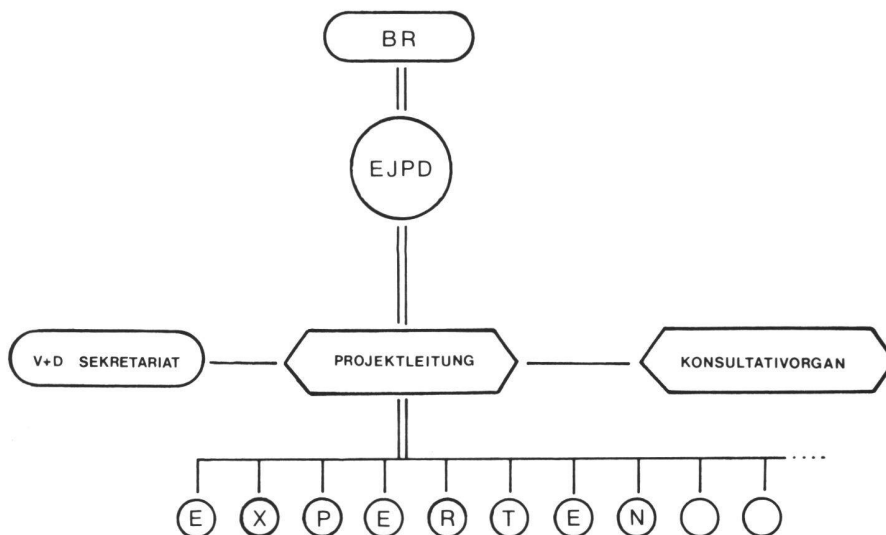 BR
EJPD
V+D SEKRETARIAT
PROJEKTLEITUNG
KONSULTATIVORGAN
E X P E R T E N